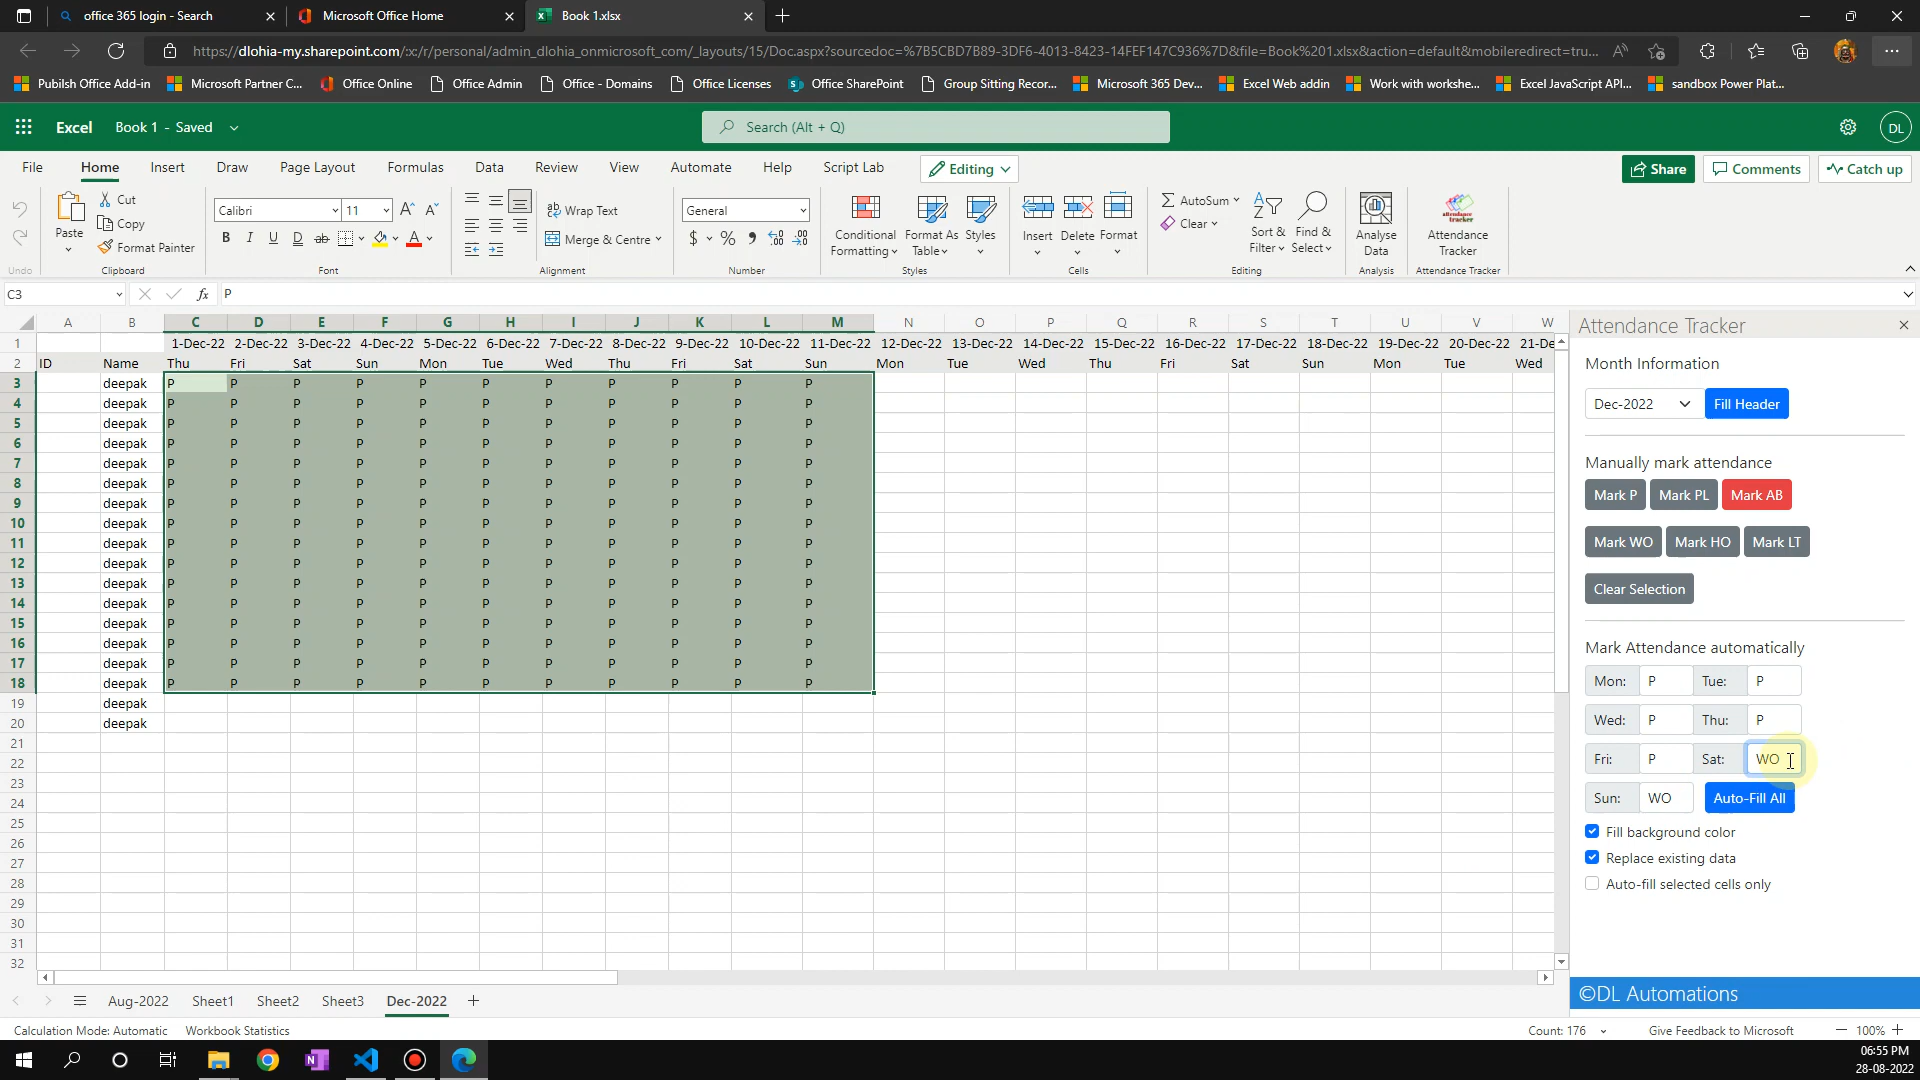 office 365 login - Search
Microsoft Office Home
Book 1.xlsx
https://dlohia-my.sharepoint.com/:x:/r/personal/admin_dlohia_onmicrosoft_com/_layouts/15/Doc.aspx?sourcedoc=%7B5CBD7B89-3DF6-4013-8423-14FEF147C936%7D&file=Book%201.xlsx&action=default&mobileredirect=tru...
Pubilsh Office Add-in Microsoft Partner C... Office Online Office Admin Office - Domains Office Licenses Office SharePoint Group Sitting Recor... Microsoft 365 Dev... Excel Web addin Work with workshe... Excel JavaScript API... sandbox Power Plat...
Excel Book 1 - Saved Search (Alt + Q) DL
File Home Insert Draw Page Layout Formulas Data Review View Automate Help Script Lab Editing Share Comments Catch up
Cut
Copy
Format Painter
Paste
Calibri 11
B I U D ab A
Wrap Text
Merge & Centre
General
$ % 9
Conditional Formatting
Format As Table
Styles
Insert
Delete
Format
AutoSum
Clear
Sort & Filter
Find & Select
Analyse Data
Attendance Tracker
Undo Clipboard Font Alignment Number Styles Cells Editing Analysis Attendance Tracker
C3 fx P
A B C D E F G H I J K L M N O P Q R S T U V W
1 1-Dec-22 2-Dec-22 3-Dec-22 4-Dec-22 5-Dec-22 6-Dec-22 7-Dec-22 8-Dec-22 9-Dec-22 10-Dec-22 11-Dec-22 12-Dec-22 13-Dec-22 14-Dec-22 15-Dec-22 16-Dec-22 17-Dec-22 18-Dec-22 19-Dec-22 20-Dec-22 21-De
2 ID Name Thu Fri Sat Sun Mon Tue Wed Thu Fri Sat Sun Mon Tue Wed Thu Fri Sat Sun Mon Tue Wed
3 deepak P P P P P P P P P P P
4 deepak P P P P P P P P P P P
5 deepak P P P P P P P P P P P
6 deepak P P P P P P P P P P P
7 deepak P P P P P P P P P P P
8 deepak P P P P P P P P P P P
9 deepak P P P P P P P P P P P
10 deepak P P P P P P P P P P P
11 deepak P P P P P P P P P P P
12 deepak P P P P P P P P P P P
13 deepak P P P P P P P P P P P
14 deepak P P P P P P P P P P P
15 deepak P P P P P P P P P P P
16 deepak P P P P P P P P P P P
17 deepak P P P P P P P P P P P
18 deepak P P P P P P P P P P P
19 deepak
20 deepak
21
22
23
24
25
26
27
28
29
30
31
32
Attendance Tracker
Month Information
Dec-2022 Fill Header
Manually mark attendance
Mark P Mark PL Mark AB
Mark WO Mark HO Mark LT
Clear Selection
Mark Attendance automatically
Mon: P Tue: P
Wed: P Thu: P
Fri: P Sat: WO
Sun: WO Auto-Fill All
Fill background color
Replace existing data
Auto-fill selected cells only
©DL Automations
Aug-2022 Sheet1 Sheet2 Sheet3 Dec-2022
Calculation Mode: Automatic Workbook Statistics Count: 176 Give Feedback to Microsoft 100%
06:55 PM
28-08-2022